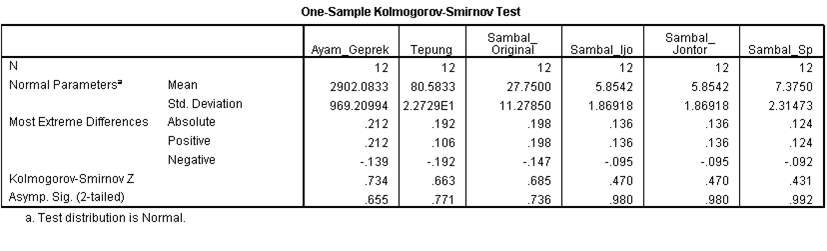 One-Sample Kolmogorov-Smirnov Test
Ayam_Geprek Tepung Sambal_Original Sambal_Ijo Sambal_Jontor Sambal_Sp
N 12 12 12 12 12 12
Normal Parametersᵃ Mean 2902.0833 80.5833 27.7500 5.8542 5.8542 7.3750
Std. Deviation 969.20994 2.2729E1 11.27850 1.86918 1.86918 2.31473
Most Extreme Differences Absolute .212 .192 .198 .136 .136 .124
Positive .212 .106 .198 .136 .136 .124
Negative -.139 -.192 -.147 -.095 -.095 -.092
Kolmogorov-Smirnov Z .734 .663 .685 .470 .470 .431
Asymp. Sig. (2-tailed) .655 .771 .736 .980 .980 .992
a. Test distribution is Normal.